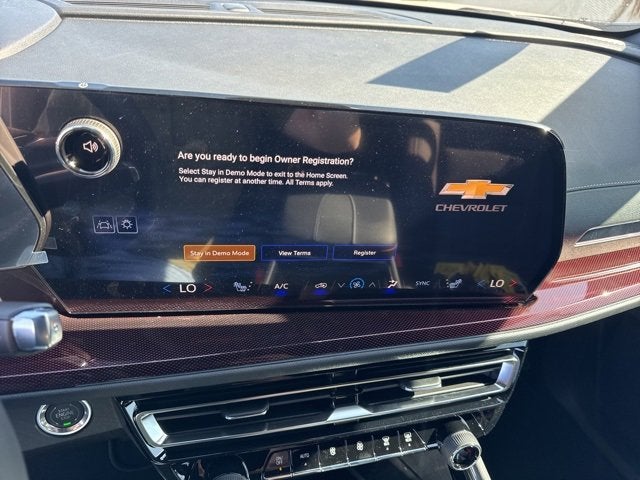 Are you ready to begin Owner Registration?
Select Stay in Demo Mode to exit to the Home Screen.
You can register at another time. All Terms apply.
CHEVROLET
Stay in Demo Mode
View Terms
Register
LO
A/C
SYNC
LO
ENGINE
AUTO